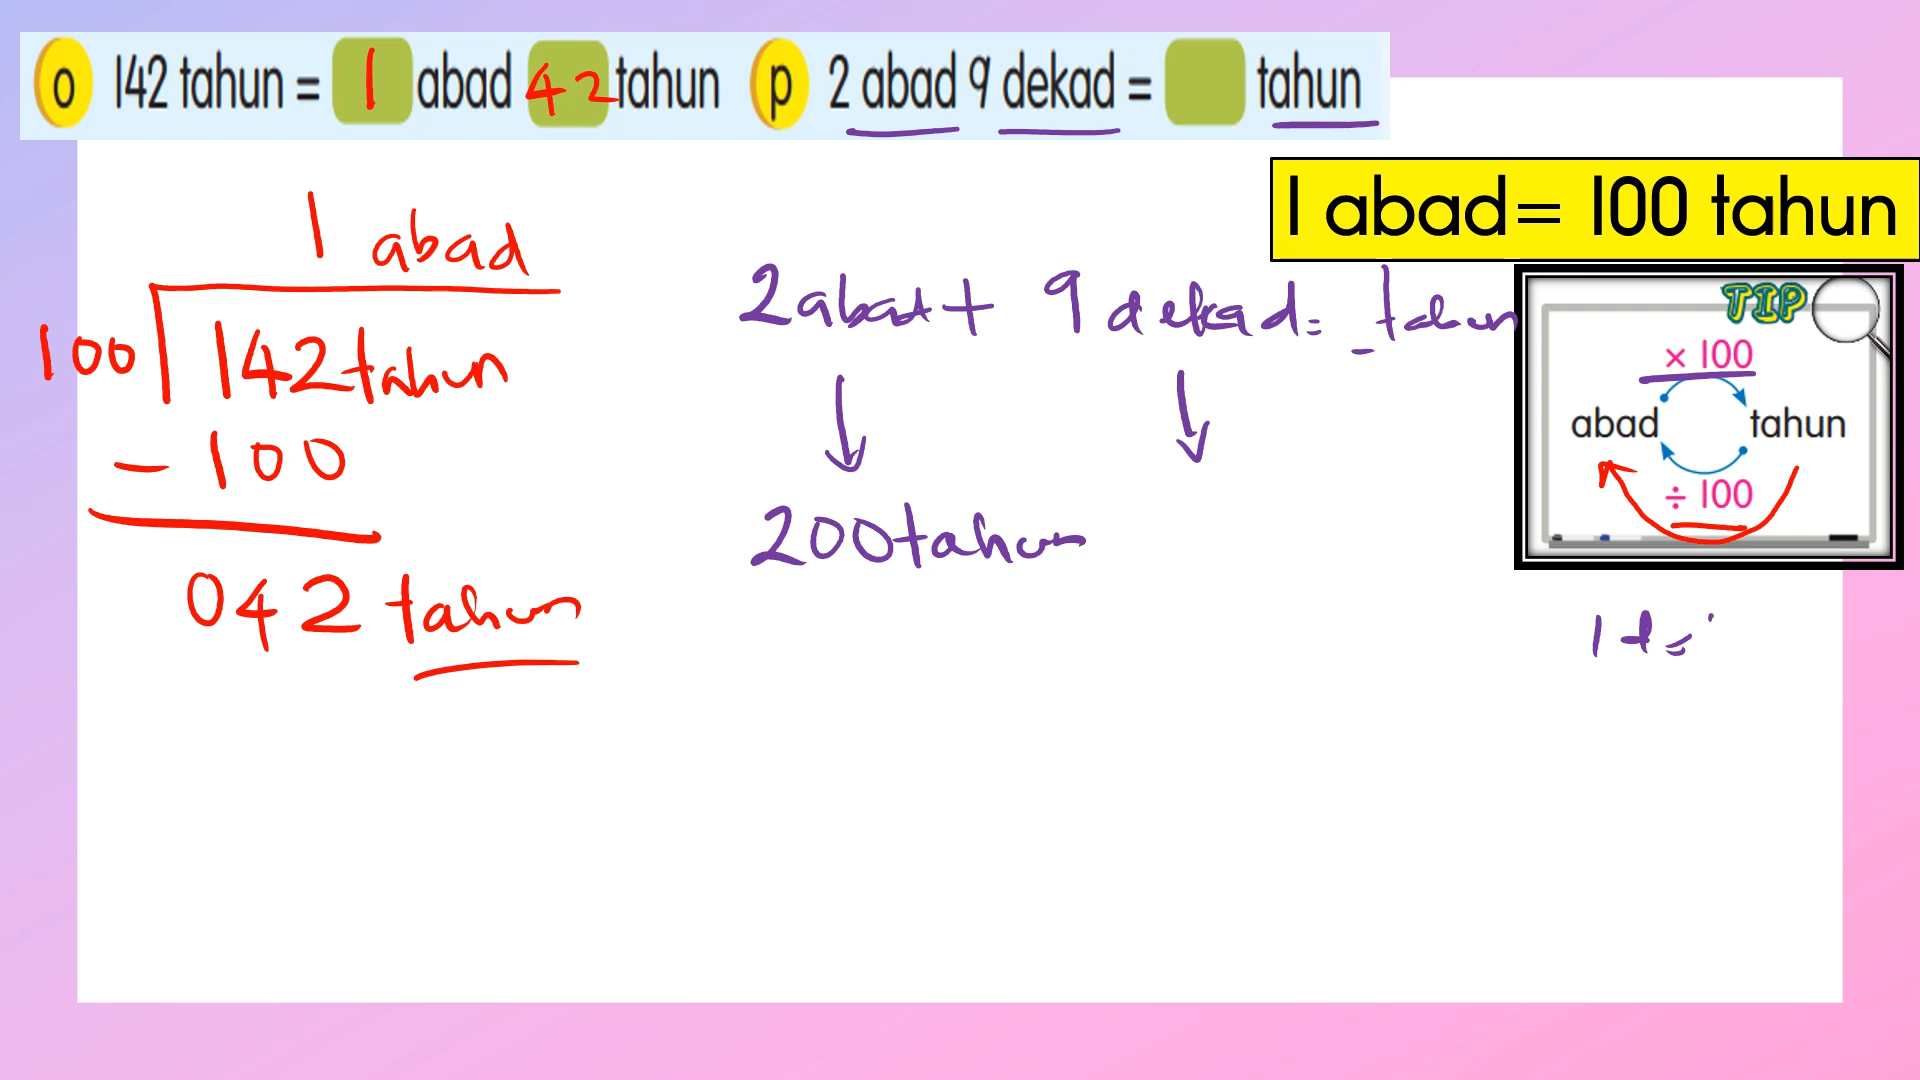 o 142 tahun = 1 abad 42 tahun p 2 abad 9 dekad = tahun
1 abad = 100 tahun
1 abad
100 142 tahun
- 100
042 tahun
2 abad + 9 dekad = tahun
200 tahun
TIP
× 100
abad tahun
÷ 100
1 d =